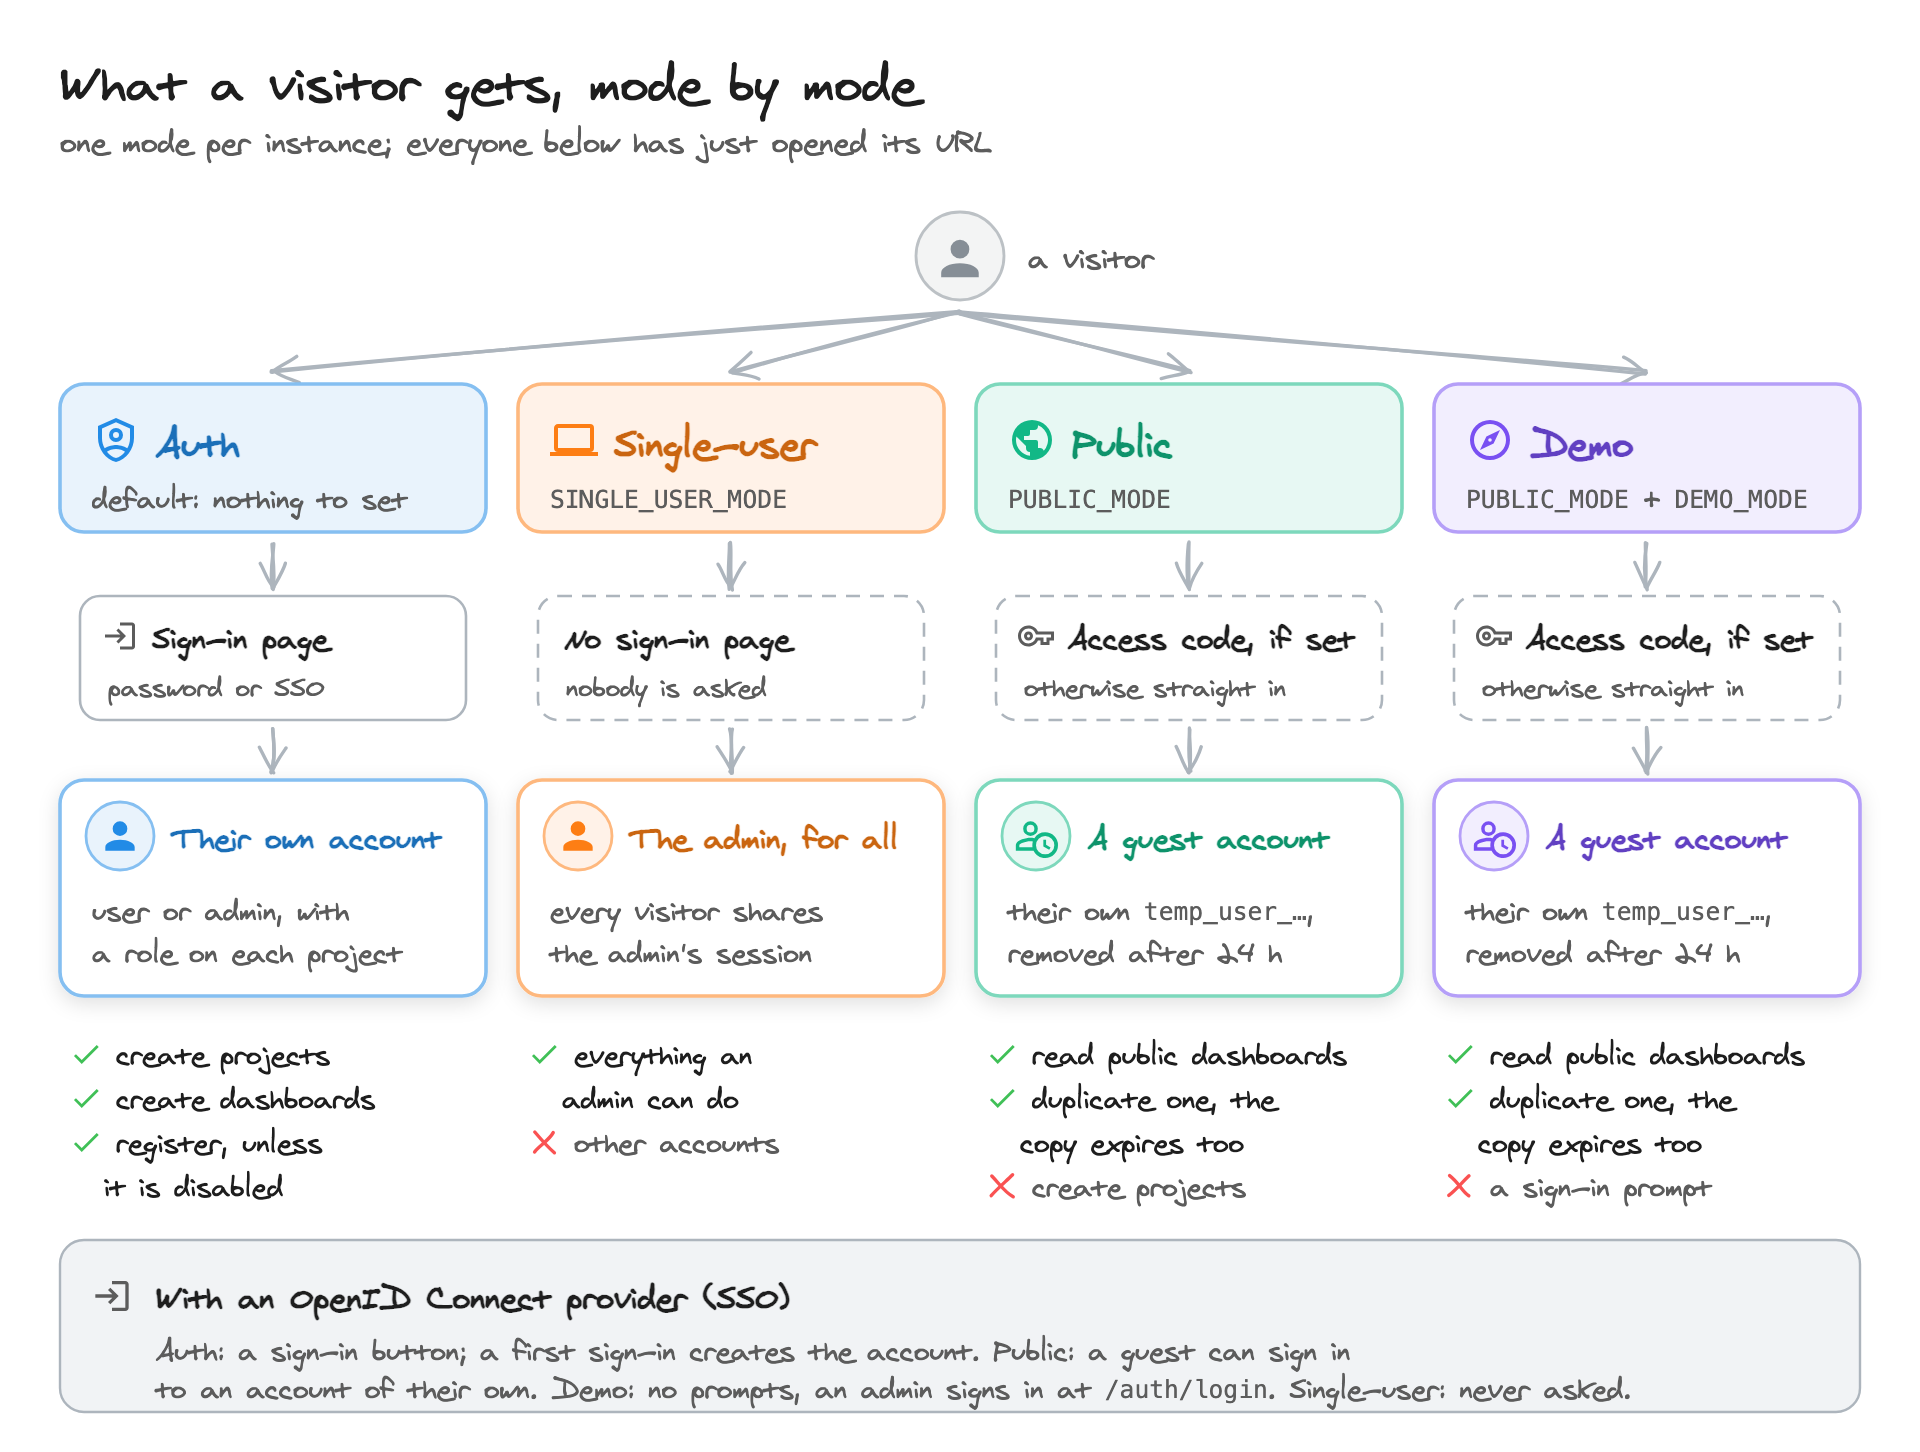 What a visitor gets, mode by mode
one mode per instance; everyone below has just opened its URL
a visitor
Auth
default: nothing to set
Sign-in page
password or SSO
Their own account
user or admin, with
a role on each project
create projects
create dashboards
register, unless
it is disabled
Single-user
SINGLE_USER_MODE
No sign-in page
nobody is asked
The admin, for all
every visitor shares
the admin's session
everything an
admin can do
other accounts
Public
PUBLIC_MODE
Access code, if set
otherwise straight in
A guest account
their own temp_user_…,
removed after 24 h
read public dashboards
duplicate one, the
copy expires too
create projects
Demo
PUBLIC_MODE + DEMO_MODE
Access code, if set
otherwise straight in
A guest account
their own temp_user_…,
removed after 24 h
read public dashboards
duplicate one, the
copy expires too
a sign-in prompt
With an OpenID Connect provider (SSO)
Auth: a sign-in button; a first sign-in creates the account. Public: a guest can sign in
to an account of their own. Demo: no prompts, an admin signs in at /auth/login. Single-user: never asked.